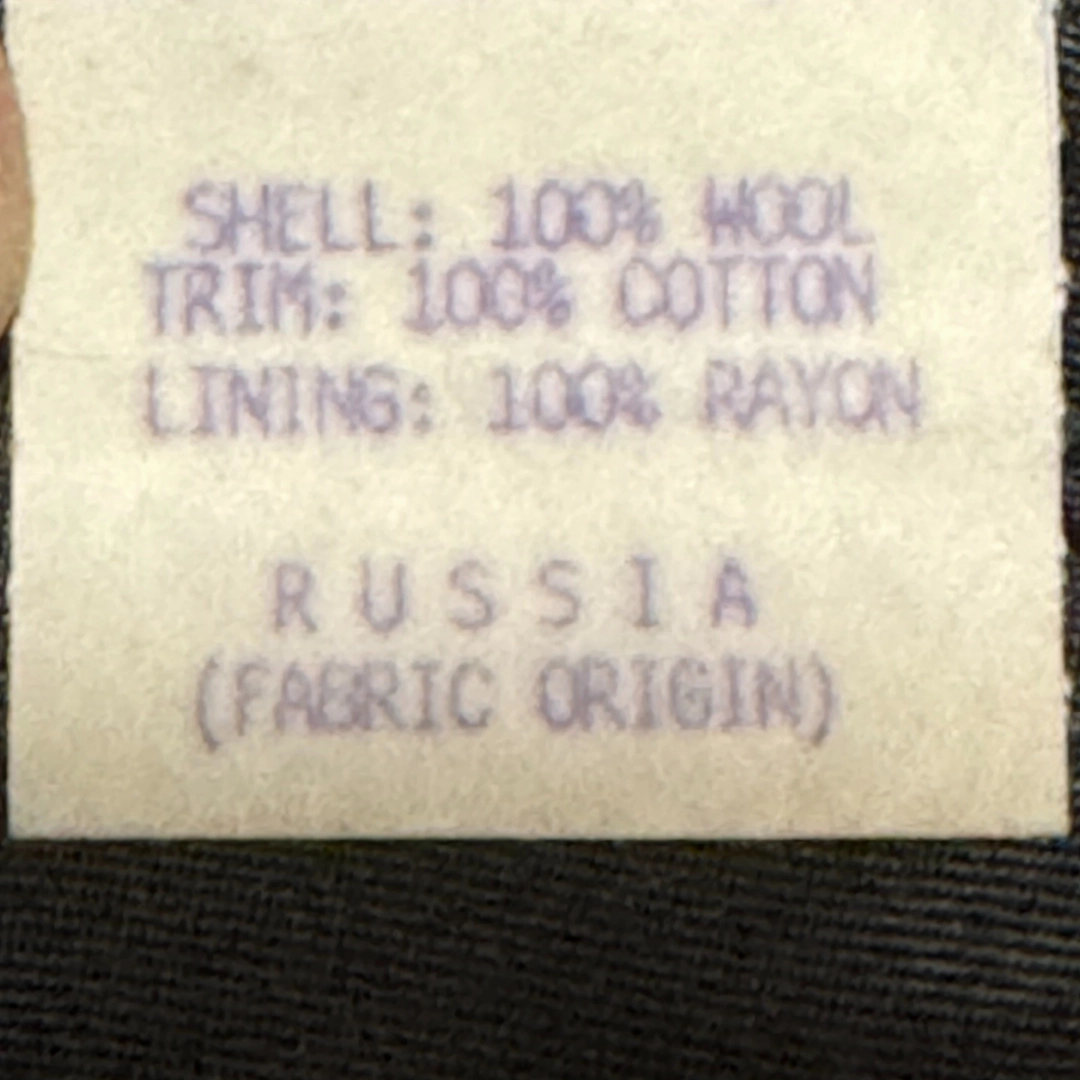 SHELL: 100% WOOL
TRIM: 100% COTTON
LINING: 100% RAYON
R U S S I A
(FABRIC ORIGIN)